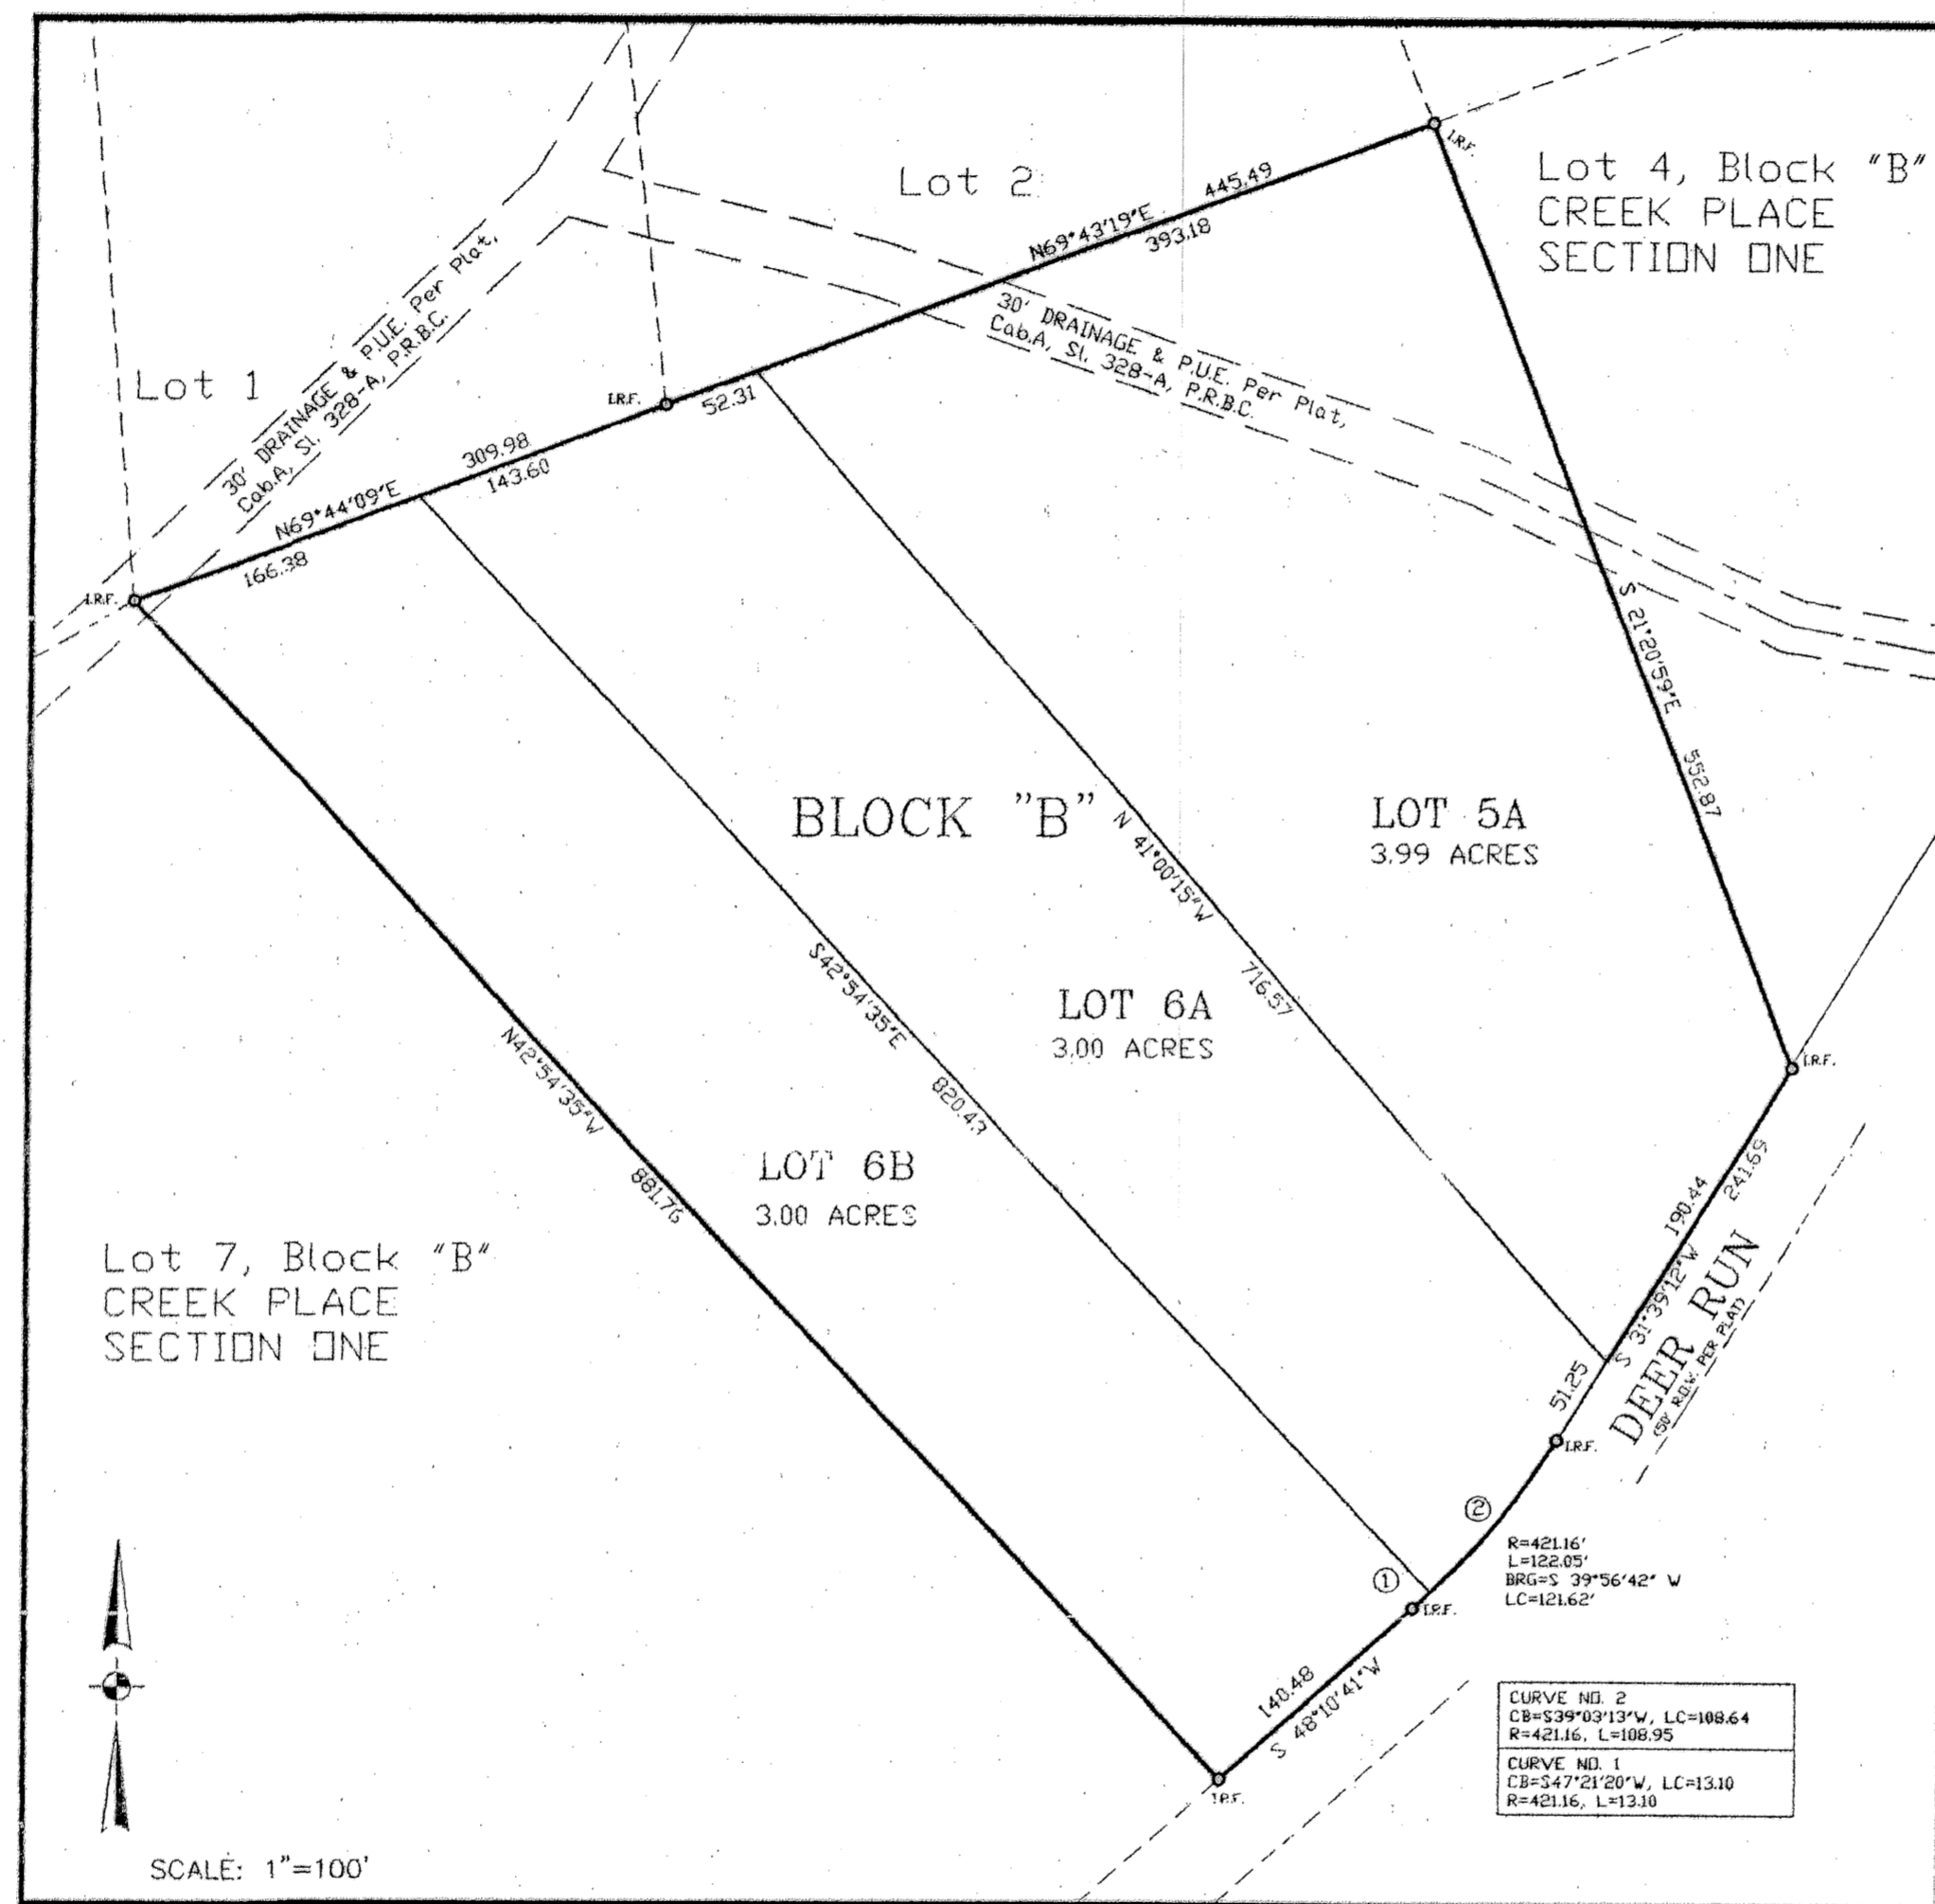 Lot 2
Lot 4, Block "B"
CREEK PLACE
SECTION ONE
I.R.F.
445.49
N69°43'19"E
393.18
30' DRAINAGE & P.U.E. Per Plat,
Cab.A, Sl. 328-A, P.R.B.C.
Lot 1
30' DRAINAGE & P.U.E. Per Plat,
Cab.A, Sl. 328-A, P.R.B.C.
I.R.F.
52.31
309.98
143.60
N69°44'09"E
166.38
I.R.F.
S 21°20'59"E
552.87
BLOCK "B"
N 41°00'15"W
716.57
LOT 5A
3.99 ACRES
S42°54'35"E
820.43
LOT 6A
3.00 ACRES
N42°54'35"W
881.76
LOT 6B
3.00 ACRES
I.R.F.
190.44
241.69
S 31°39'12"W
DEER RUN
(50' R.O.W. PER PLAT)
51.25
I.R.F.
Lot 7, Block "B"
CREEK PLACE
SECTION ONE
②
R=421.16'
L=122.05'
BRG=S 39°56'42" W
LC=121.62'
①
I.R.F.
140.48
S 48°10'41"W
I.R.F.
CURVE NO. 2
CB=S39°03'13"W, LC=108.64
R=421.16, L=108.95
CURVE NO. 1
CB=S47°21'20"W, LC=13.10
R=421.16, L=13.10
SCALE: 1"=100'